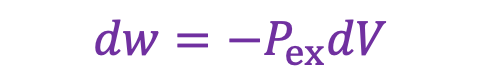 dw = −P_ex dV